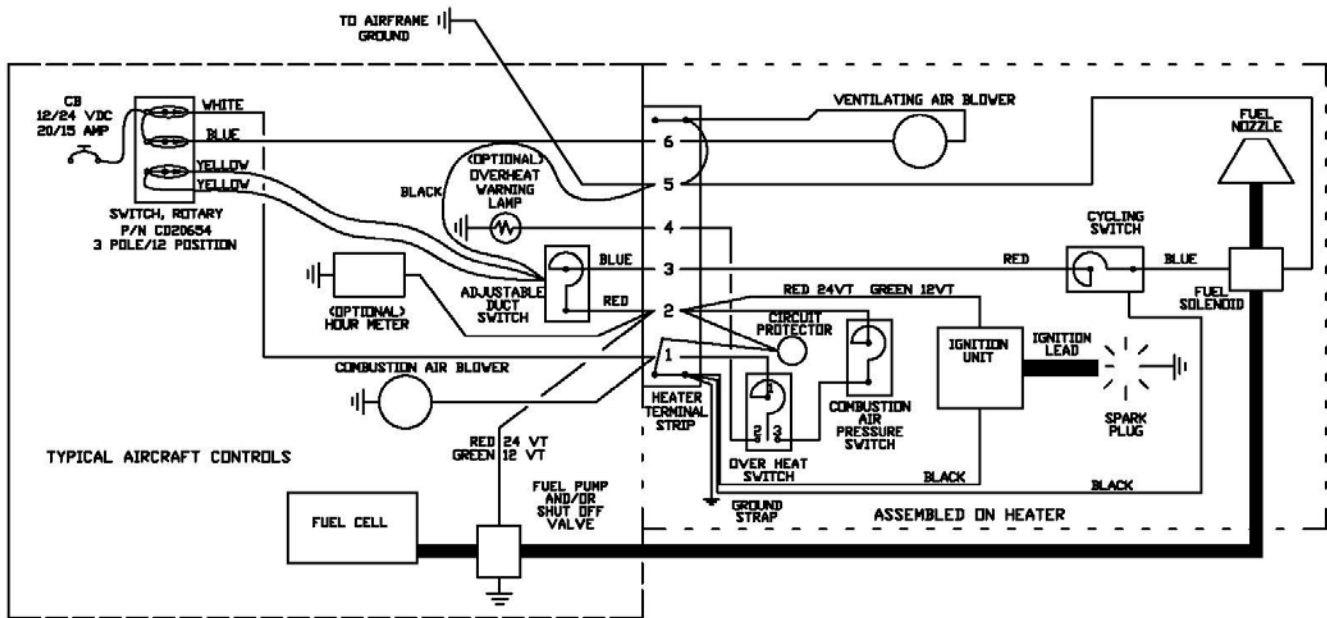 TO AIRFRAME
GROUND
CB
12/24 VDC
20/15 AMP
WHITE
BLUE
YELLOW
YELLOW
SWITCH, ROTARY
P/N CD20654
3 POLE/12 POSITION
BLACK
(OPTIONAL)
OVERHEAT
WARNING
LAMP
(OPTIONAL)
HOUR METER
ADJUSTABLE
DUCT
SWITCH
BLUE
RED
COMBUSTION AIR BLOWER
RED 24 VT
GREEN 12 VT
TYPICAL AIRCRAFT CONTROLS
FUEL CELL
FUEL PUMP
AND/OR
SHUT OFF
VALVE
6
5
4
3
2
1
HEATER
TERMINAL
STRIP
VENTILATING AIR BLOWER
FUEL
NOZZLE
CYCLING
SWITCH
RED
BLUE
FUEL
SOLENOID
RED 24VT GREEN 12VT
CIRCUIT
PROTECTOR
IGNITION
UNIT
IGNITION
LEAD
SPARK
PLUG
COMBUSTION
AIR
PRESSURE
SWITCH
1
2 3
OVER HEAT
SWITCH
BLACK
BLACK
GROUND
STRAP
ASSEMBLED ON HEATER